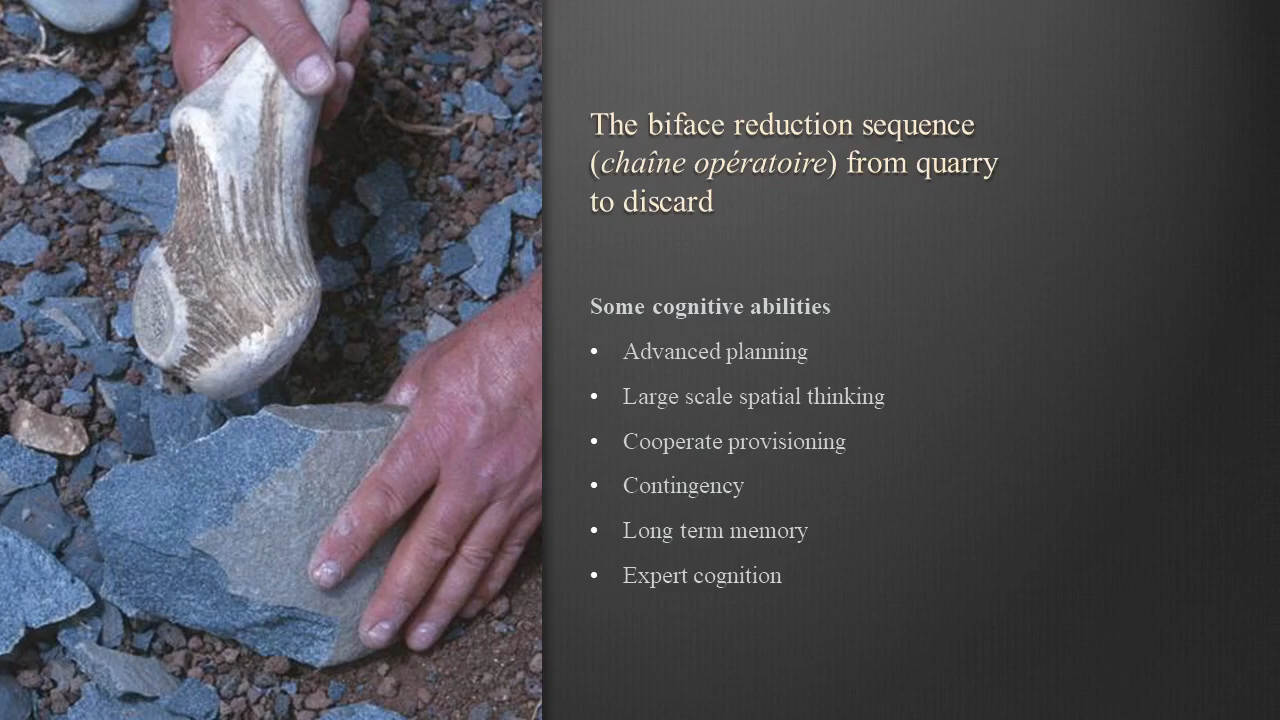 The biface reduction sequence
(chaîne opératoire) from quarry
to discard
Some cognitive abilities
• Advanced planning
• Large scale spatial thinking
• Cooperate provisioning
• Contingency
• Long term memory
• Expert cognition